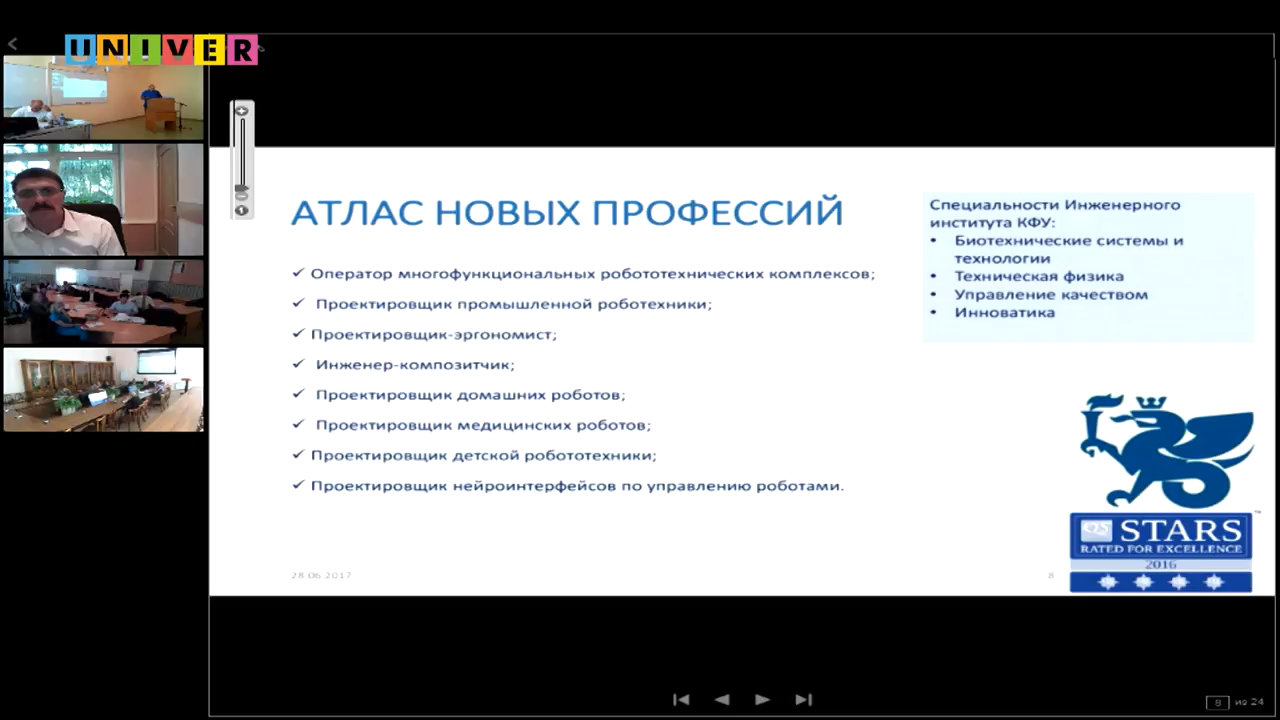 UNIVER
АТЛАС НОВЫХ ПРОФЕССИЙ
Оператор многофункциональных робототехнических комплексов;
Проектировщик промышленной роботехники;
Проектировщик-эргономист;
Инженер-композитчик;
Проектировщик домашних роботов;
Проектировщик медицинских роботов;
Проектировщик детской робототехники;
Проектировщик нейроинтерфейсов по управлению роботами.
Специальности Инженерного
института КФУ:
• Биотехнические системы и
технологии
• Техническая физика
• Управление качеством
• Инноватика
QS STARS™
RATED FOR EXCELLENCE
2016
28 06 2017
8
8 из 24